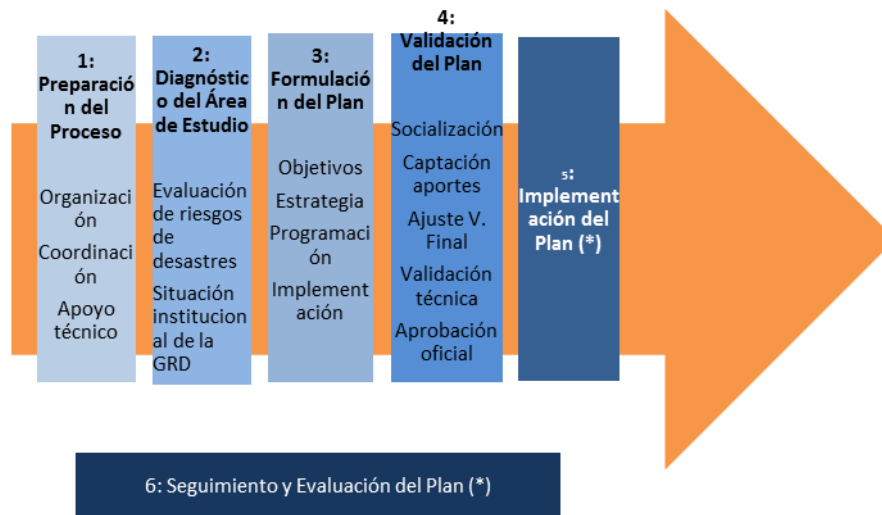 1:
Preparació
n del
Proceso
Organizaci
ón
Coordinaci
ón
Apoyo
técnico
2:
Diagnóstic
o del Área
de Estudio
Evaluación
de riesgos
de
desastres
Situación
institucion
al de la
GRD
3:
Formulació
n del Plan
Objetivos
Estrategia
Programaci
ón
Implement
ación
4:
Validación
del Plan
Socialización
Captación
aportes
Ajuste V.
Final
Validación
técnica
Aprobación
oficial
5:
Implement
ación del
Plan (*)
6: Seguimiento y Evaluación del Plan (*)